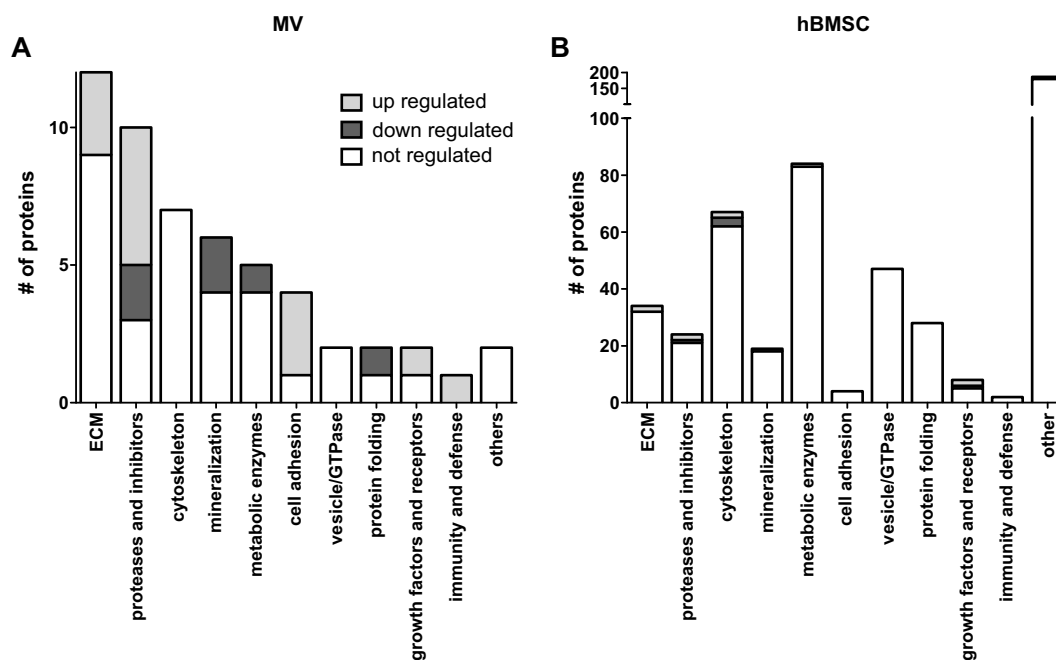 MV
A
# of proteins
10
5
0
up regulated
down regulated
not regulated
ECM
proteases and inhibitors
cytoskeleton
mineralization
metabolic enzymes
cell adhesion
vesicle/GTPase
protein folding
growth factors and receptors
immunity and defense
others
hBMSC
B
# of proteins
200
150
100
80
60
40
20
0
ECM
proteases and inhibitors
cytoskeleton
mineralization
metabolic enzymes
cell adhesion
vesicle/GTPase
protein folding
growth factors and receptors
immunity and defense
other